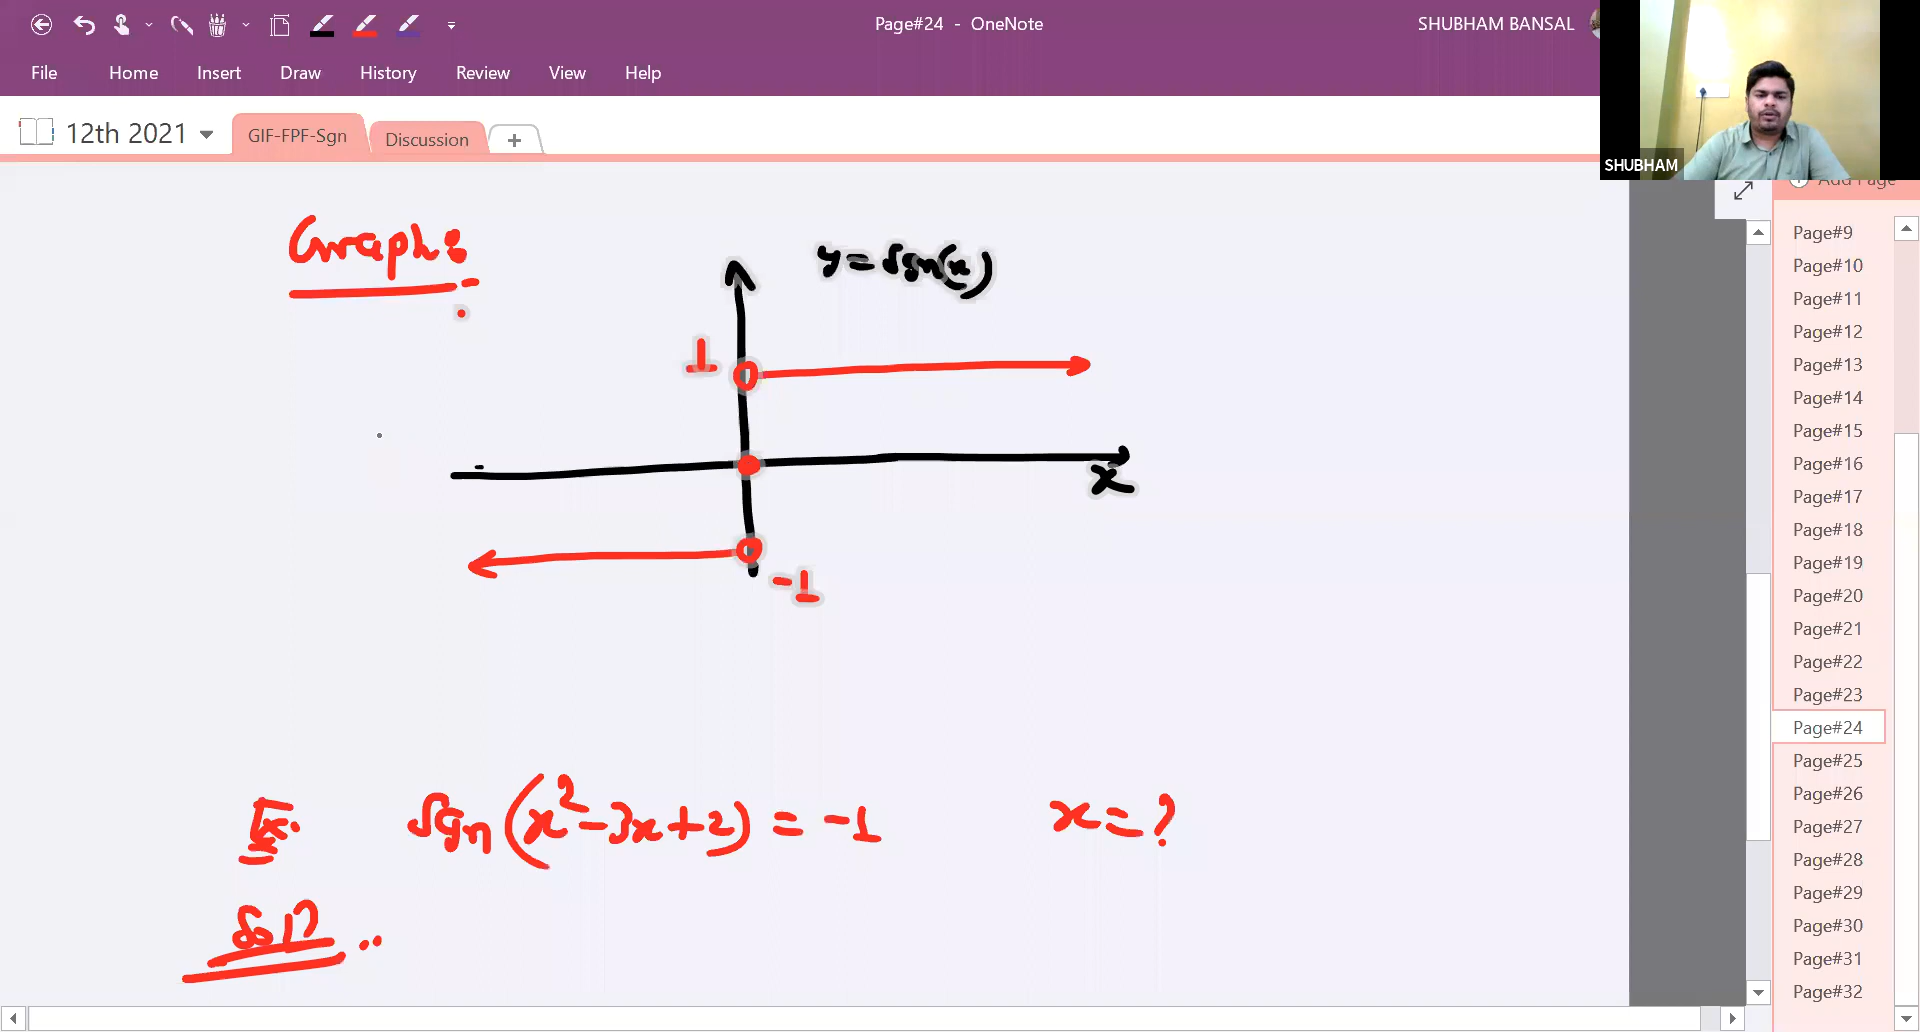 Page#24 - OneNote
SHUBHAM BANSAL
File Home Insert Draw History Review View Help
SHUBHAM
12th 2021
GIF-FPF-Sgn
Discussion
Add Page
Graph :
y = Sgn(x)
1
x
-1
Ex. Sgn(x²-3x+2) = -1 x = ?
Solⁿ ..
Page#9
Page#10
Page#11
Page#12
Page#13
Page#14
Page#15
Page#16
Page#17
Page#18
Page#19
Page#20
Page#21
Page#22
Page#23
Page#24
Page#25
Page#26
Page#27
Page#28
Page#29
Page#30
Page#31
Page#32